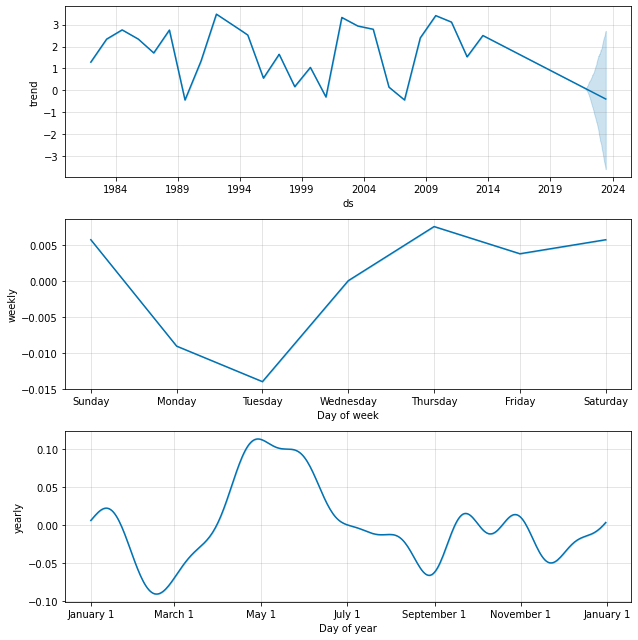 3
2
1
0
−1
−2
−3
trend
1984 1989 1994 1999 2004 2009 2014 2019 2024
ds
0.005
0.000
−0.005
−0.010
−0.015
weekly
Sunday Monday Tuesday Wednesday Thursday Friday Saturday
Day of week
0.10
0.05
0.00
−0.05
−0.10
yearly
January 1 March 1 May 1 July 1 September 1 November 1 January 1
Day of year